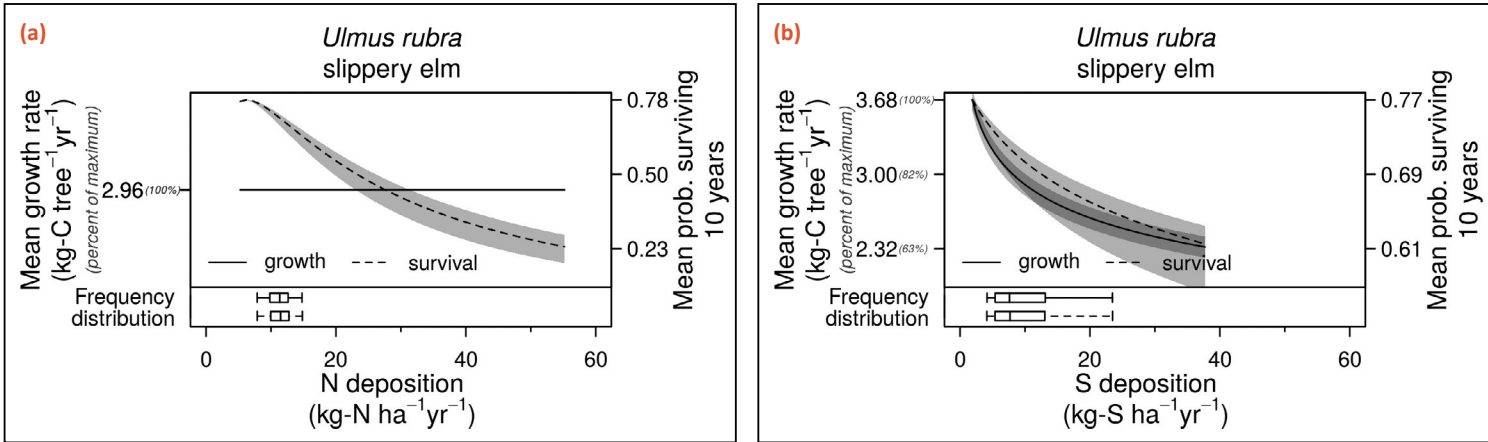 (a)
Ulmus rubra
slippery elm
Mean growth rate
(kg-C tree⁻¹yr⁻¹)
(percent of maximum)
2.96(100%)
0.78
0.50
0.23
Mean prob. surviving
10 years
growth
survival
Frequency
distribution
0
20
40
60
N deposition
(kg-N ha⁻¹yr⁻¹)
(b)
Ulmus rubra
slippery elm
Mean growth rate
(kg-C tree⁻¹yr⁻¹)
(percent of maximum)
3.68(100%)
3.00(82%)
2.32(63%)
0.77
0.69
0.61
Mean prob. surviving
10 years
growth
survival
Frequency
distribution
0
20
40
60
S deposition
(kg-S ha⁻¹yr⁻¹)